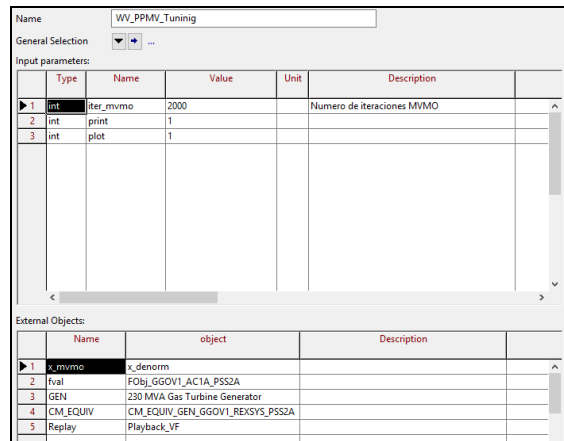 Name WV_PPMV_Tuninig
General Selection ...
Input parameters:
Type Name Value Unit Description
1 int iter_mvmo 2000 Numero de iteraciones MVMO
2 int print 1
3 int plot 1
External Objects:
Name object Description
1 x_mvmo x_denorm
2 fval FObj_GGOV1_AC1A_PSS2A
3 GEN 230 MVA Gas Turbine Generator
4 CM_EQUIV CM_EQUIV_GEN_GGOV1_REXSYS_PSS2A
5 Replay Playback_VF